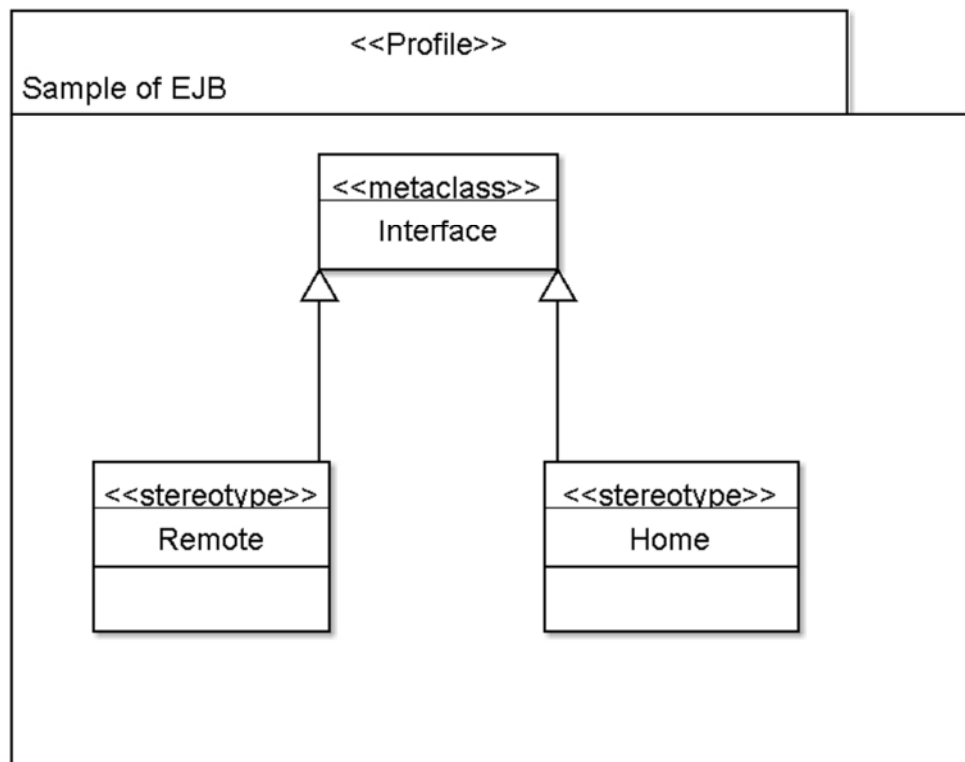 <<Profile>>
Sample of EJB
<<metaclass>>
Interface
<<stereotype>>
Remote
<<stereotype>>
Home